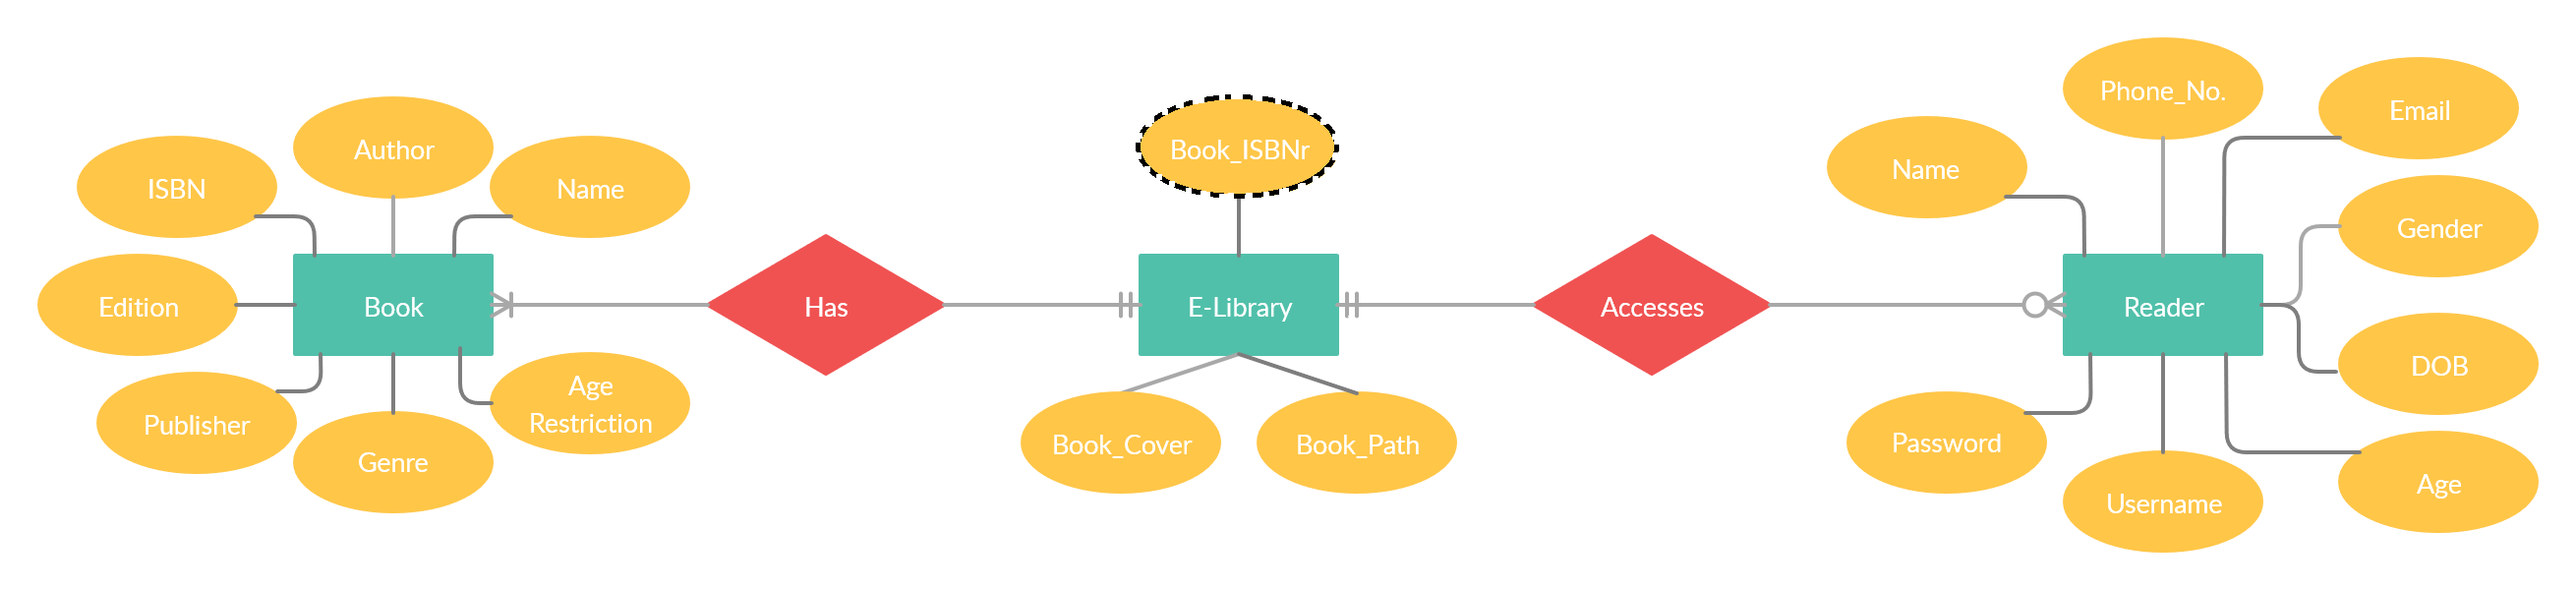 ISBN
Author
Name
Edition
Book
Publisher
Genre
Age
Restriction
Has
Book_ISBNr
E-Library
Book_Cover
Book_Path
Accesses
Name
Phone_No.
Email
Gender
Reader
DOB
Password
Username
Age